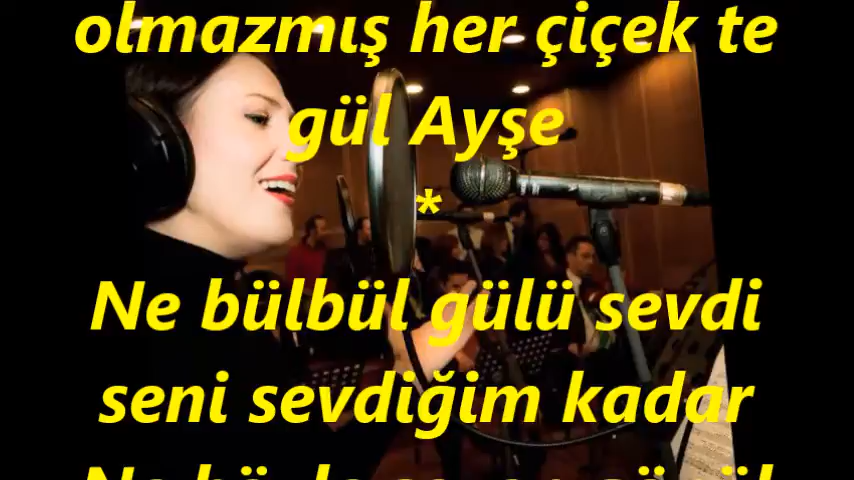 olmazmış her çiçek te
gül Ayşe
*
Ne bülbül gülü sevdi
seni sevdiğim kadar